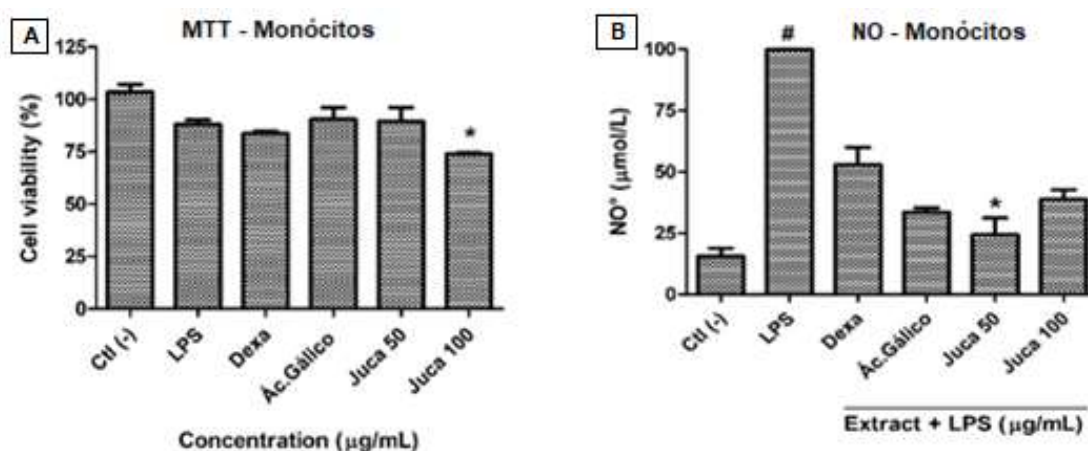 A
MTT - Monócitos
Cell viability (%)
125
100
75
50
25
0
*
Ctl (-)
LPS
Dexa
Àc.Gálico
Juca 50
Juca 100
Concentration (µg/mL)
B
NO - Monócitos
NO° (µmol/L)
100
75
50
25
0
#
*
Ctl (-)
LPS
Dexa
Àc.Gálico
Juca 50
Juca 100
Extract + LPS (µg/mL)